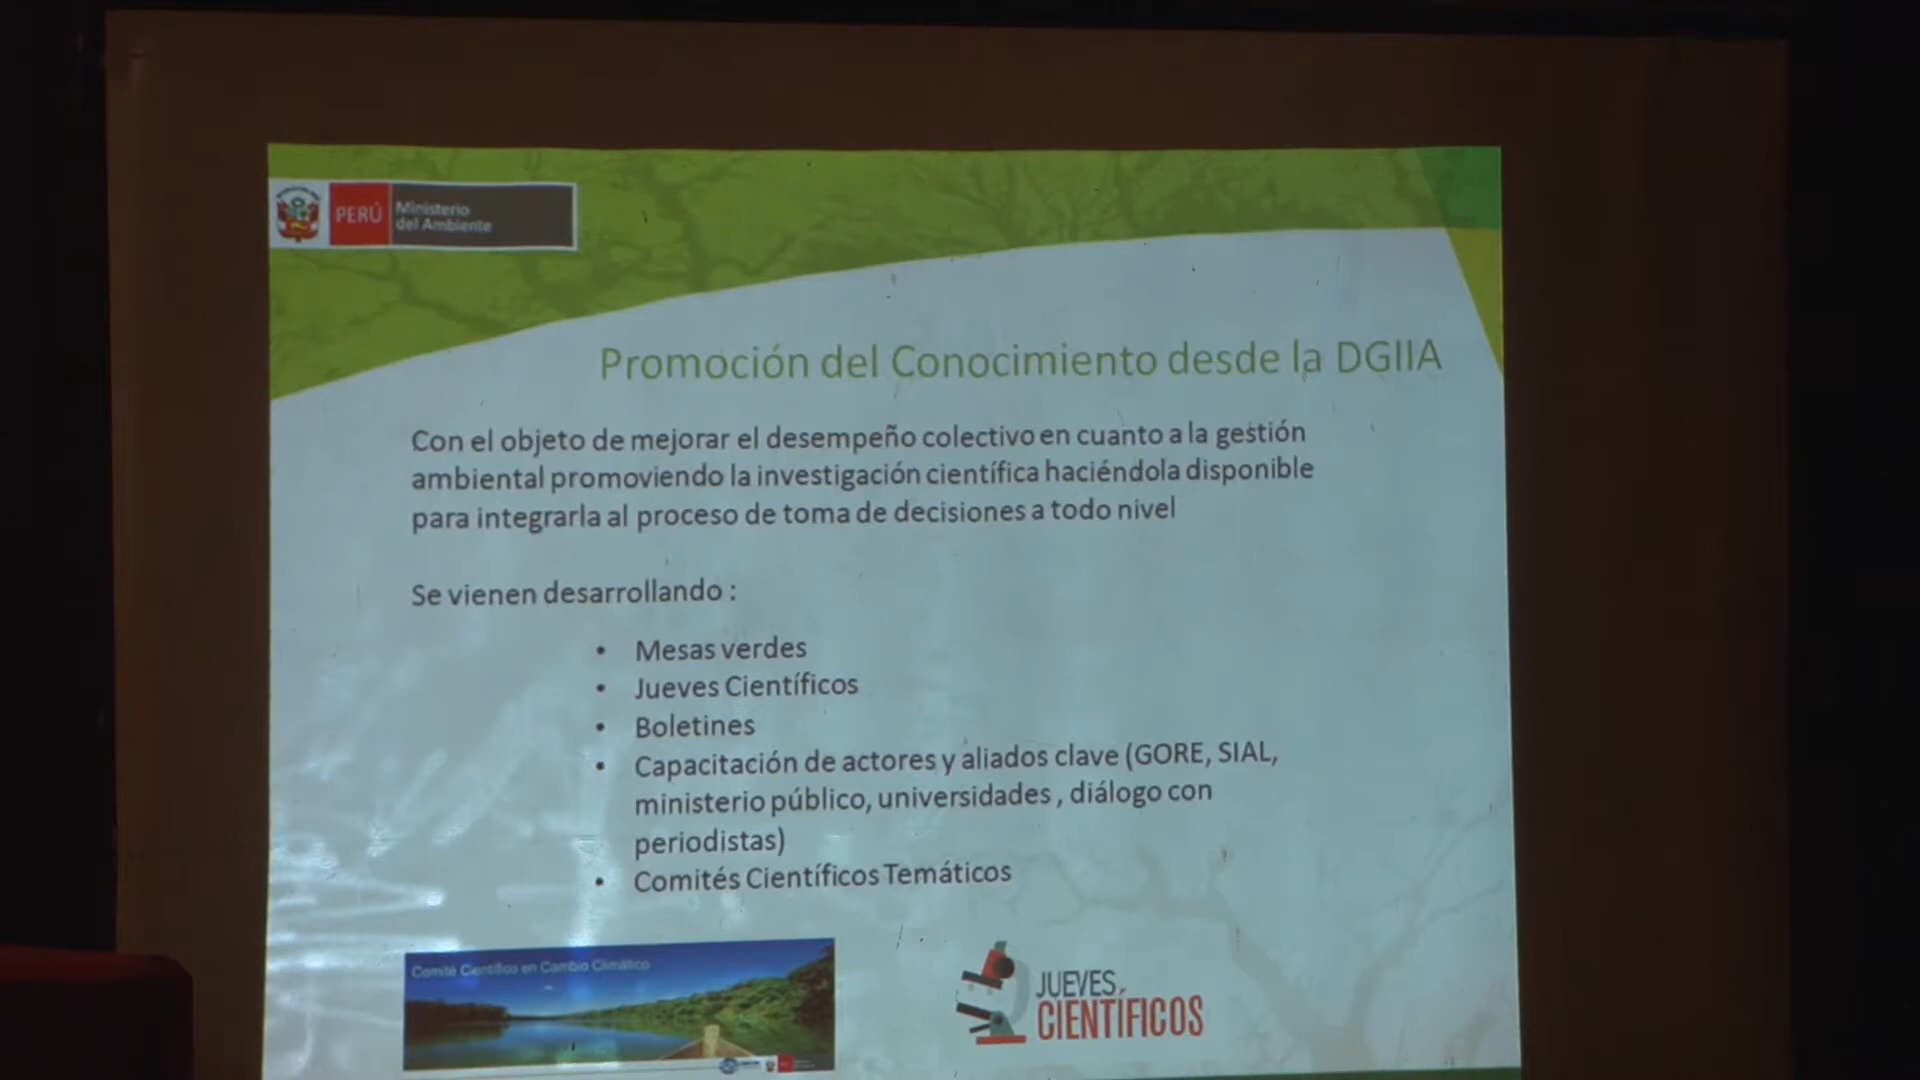 PERÚ
Ministerio
del Ambiente
Promoción del Conocimiento desde la DGIIA
Con el objeto de mejorar el desempeño colectivo en cuanto a la gestión
ambiental promoviendo la investigación científica haciéndola disponible
para integrarla al proceso de toma de decisiones a todo nivel
Se vienen desarrollando :
• Mesas verdes
• Jueves Científicos
• Boletines
• Capacitación de actores y aliados clave (GORE, SIAL,
ministerio público, universidades , diálogo con
periodistas)
• Comités Científicos Temáticos
Comité Científico en Cambio Climático
JUEVES
CIENTÍFICOS